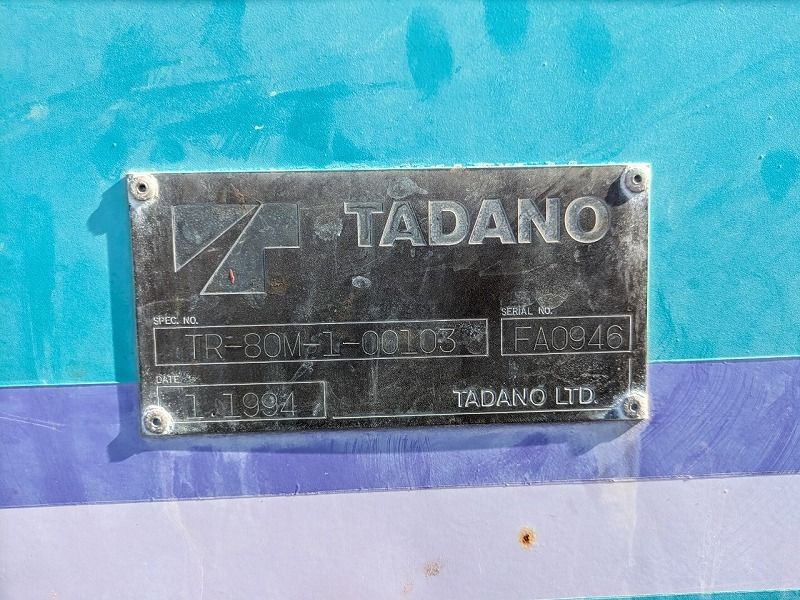 TADANO
SPEC. NO.
TR-80M-1-00103
SERIAL NO.
FA0946
DATE
1.1994
TADANO LTD.